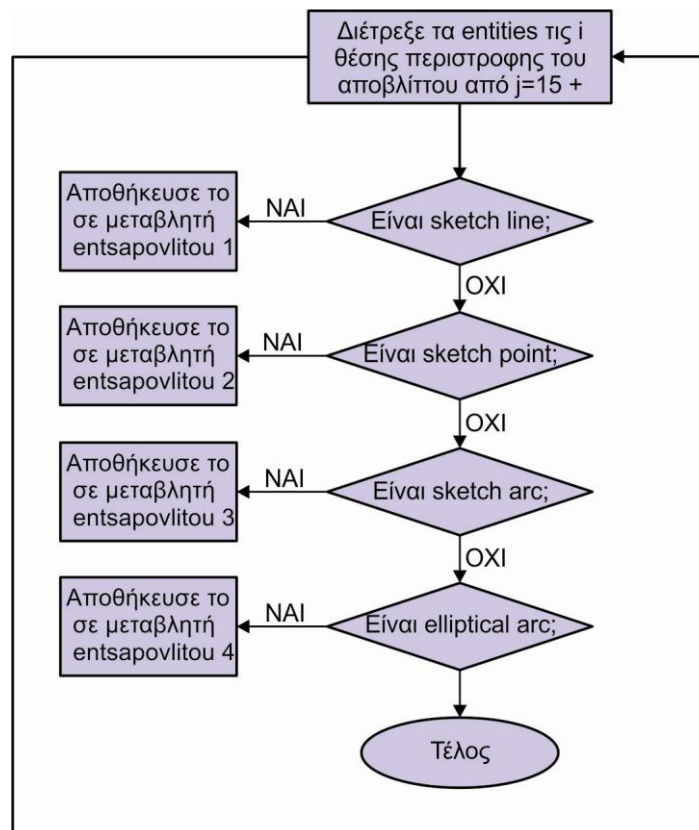 Διέτρεξε τα entities τις i
θέσης περιστροφης του
αποβλίττου από j=15 +
Αποθήκευσε το
σε μεταβλητή
entsapovlitou 1
ΝΑΙ
Είναι sketch line;
ΟΧΙ
Αποθήκευσε το
σε μεταβλητή
entsapovlitou 2
ΝΑΙ
Είναι sketch point;
ΟΧΙ
Αποθήκευσε το
σε μεταβλητή
entsapovlitou 3
ΝΑΙ
Είναι sketch arc;
ΟΧΙ
Αποθήκευσε το
σε μεταβλητή
entsapovlitou 4
ΝΑΙ
Είναι elliptical arc;
Τέλος